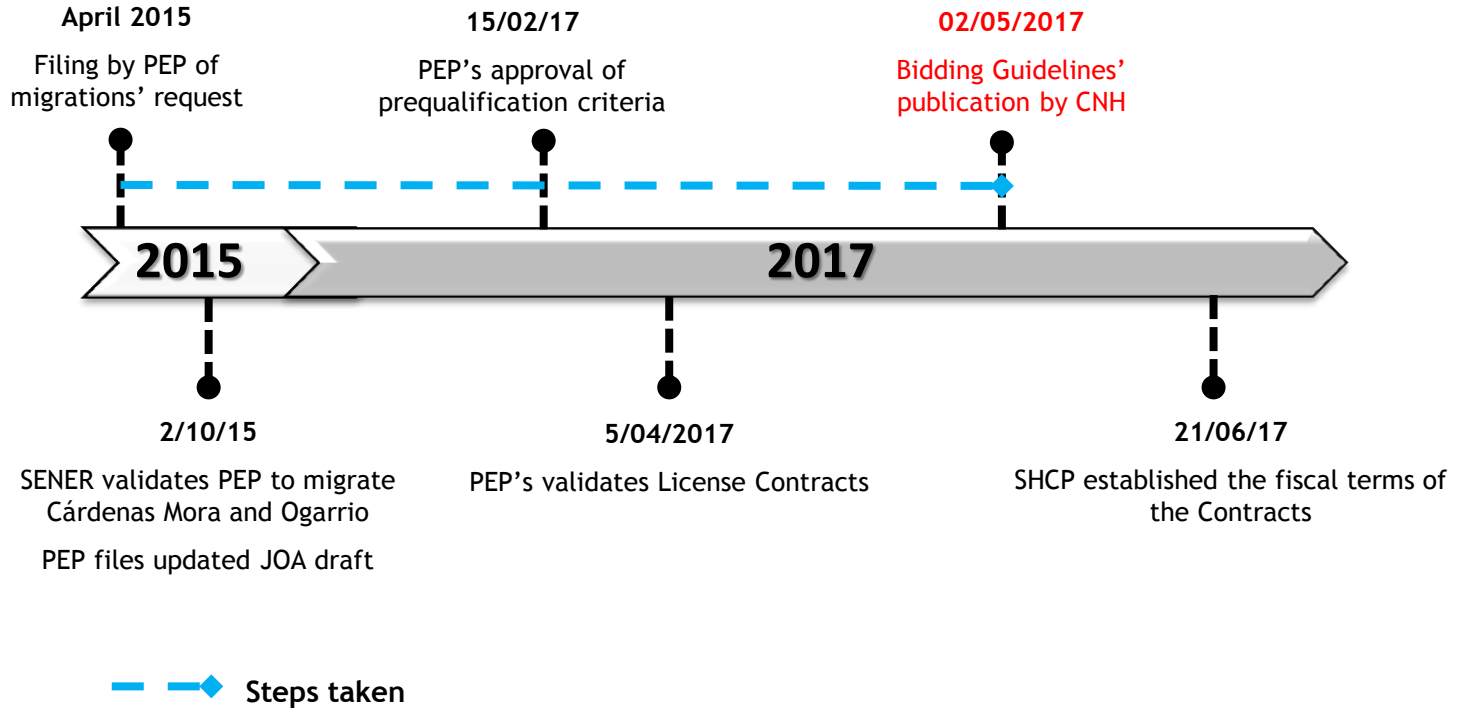 April 2015
Filing by PEP of
migrations’ request
15/02/17
PEP’s approval of
prequalification criteria
02/05/2017
Bidding Guidelines’
publication by CNH
2015
2017
2/10/15
SENER validates PEP to migrate
Cárdenas Mora and Ogarrio
PEP files updated JOA draft
5/04/2017
PEP’s validates License Contracts
21/06/17
SHCP established the fiscal terms of
the Contracts
Steps taken